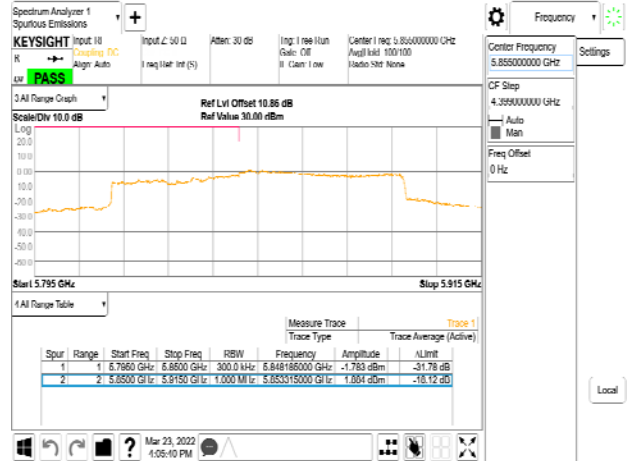 Spectrum Analyzer 1
Spurious Emissions
+
Frequency
KEYSIGHT Input: RF Input Z: 50 Ω Atten: 30 dB Trig: Free Run Center Freq: 5.855000000 GHz
Coupling: DC Gate: Off Avg|Hold: 100/100
Align: Auto Freq Ref: Int (S) IF Gain: Low Radio Std: None
PASS
Center Frequency
5.855000000 GHz
Settings
CF Step
4.399000000 GHz
Auto
Man
Freq Offset
0 Hz
3 All Range Graph
Ref Lvl Offset 10.86 dB
Scale/Div 10.0 dB Ref Value 30.00 dBm
Log
20.0
10.0
0.00
-10.0
-20.0
-30.0
-40.0
-50.0
-60.0
Start 5.795 GHz Stop 5.915 GHz
4 All Range Table
Measure Trace Trace 1
Trace Type Trace Average (Active)
Spur Range Start Freq Stop Freq RBW Frequency Amplitude ΔLimit
1 1 5.7950 GHz 5.8500 GHz 300.0 kHz 5.848185000 GHz -1.783 dBm -31.78 dB
2 2 5.8500 GHz 5.9150 GHz 1.000 MHz 5.853315000 GHz 1.884 dBm -18.12 dB
Local
?
Mar 23, 2022
4:05:40 PM